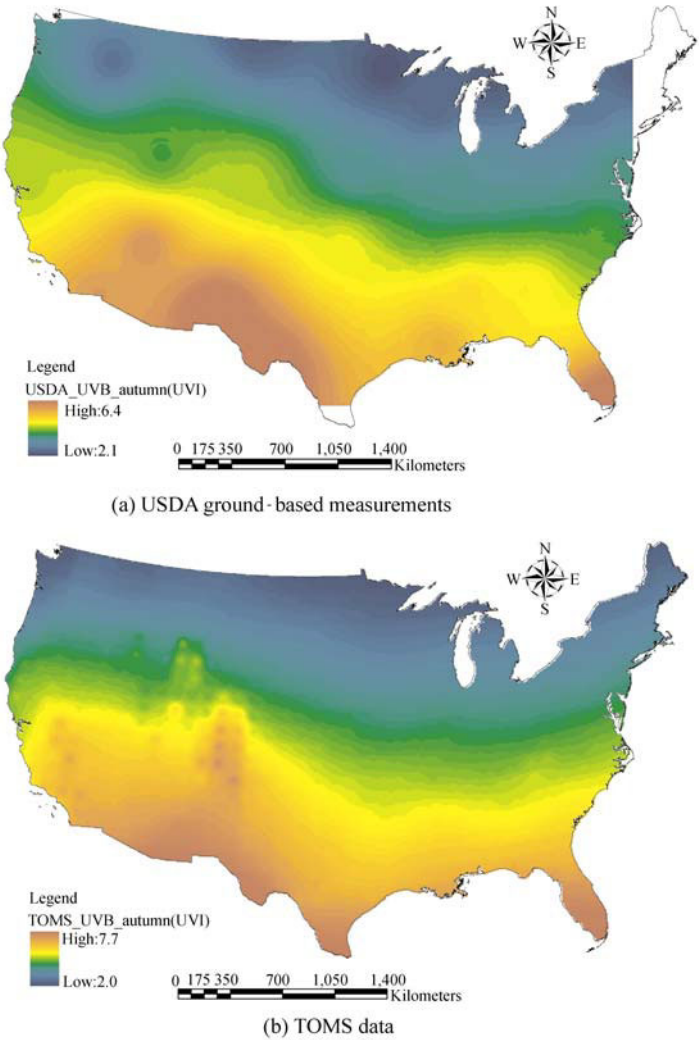 N
W E
S
Legend
USDA_UVB_autumn(UVI)
High:6.4
Low:2.1
0 175 350 700 1,050 1,400
Kilometers
(a) USDA ground-based measurements
N
W E
S
Legend
TOMS_UVB_autumn(UVI)
High:7.7
Low:2.0
0 175 350 700 1,050 1,400
Kilometers
(b) TOMS data